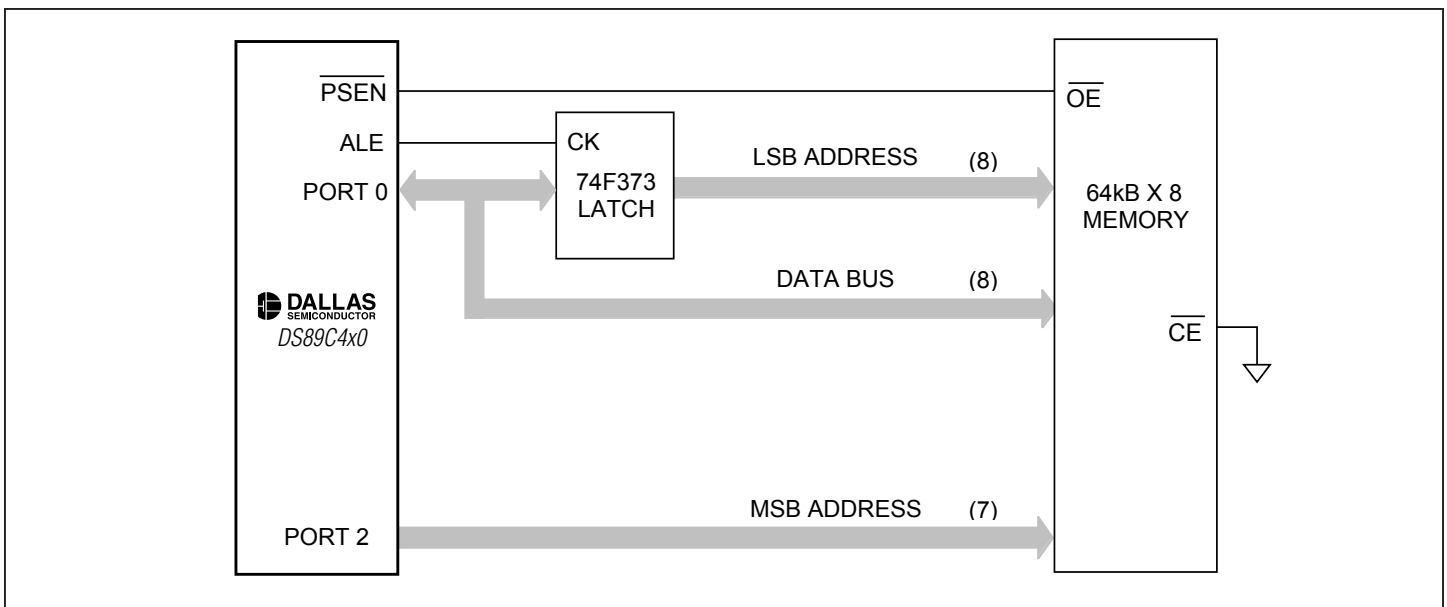 PSEN
OE
ALE
CK
LSB ADDRESS (8)
PORT 0
74F373
LATCH
64kB X 8
MEMORY
DATA BUS (8)
DALLAS
SEMICONDUCTOR
DS89C4x0
CE
MSB ADDRESS (7)
PORT 2